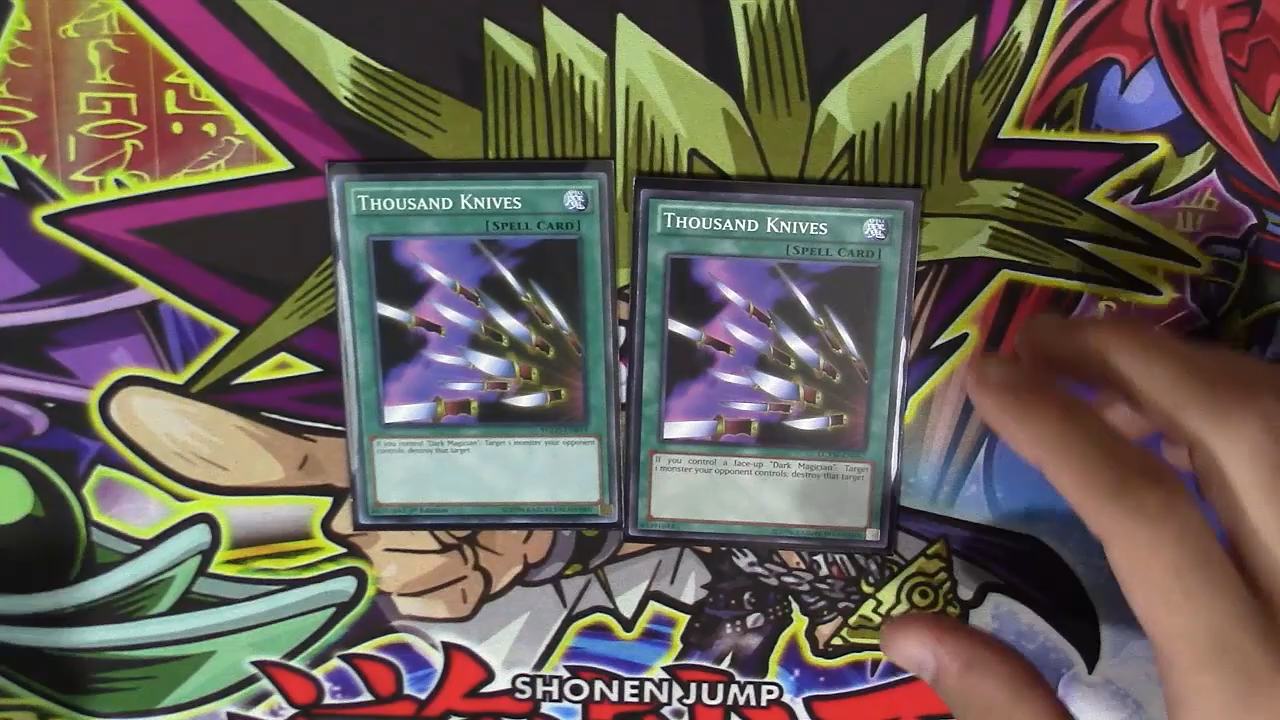 THOUSAND KNIVES
[SPELL CARD]
If you control "Dark Magician": Target 1 monster your opponent
controls; destroy that target.
1st Edition
THOUSAND KNIVES
[SPELL CARD]
If you control a face-up "Dark Magician": Target
1 monster your opponent controls; destroy that target.
SHONEN JUMP